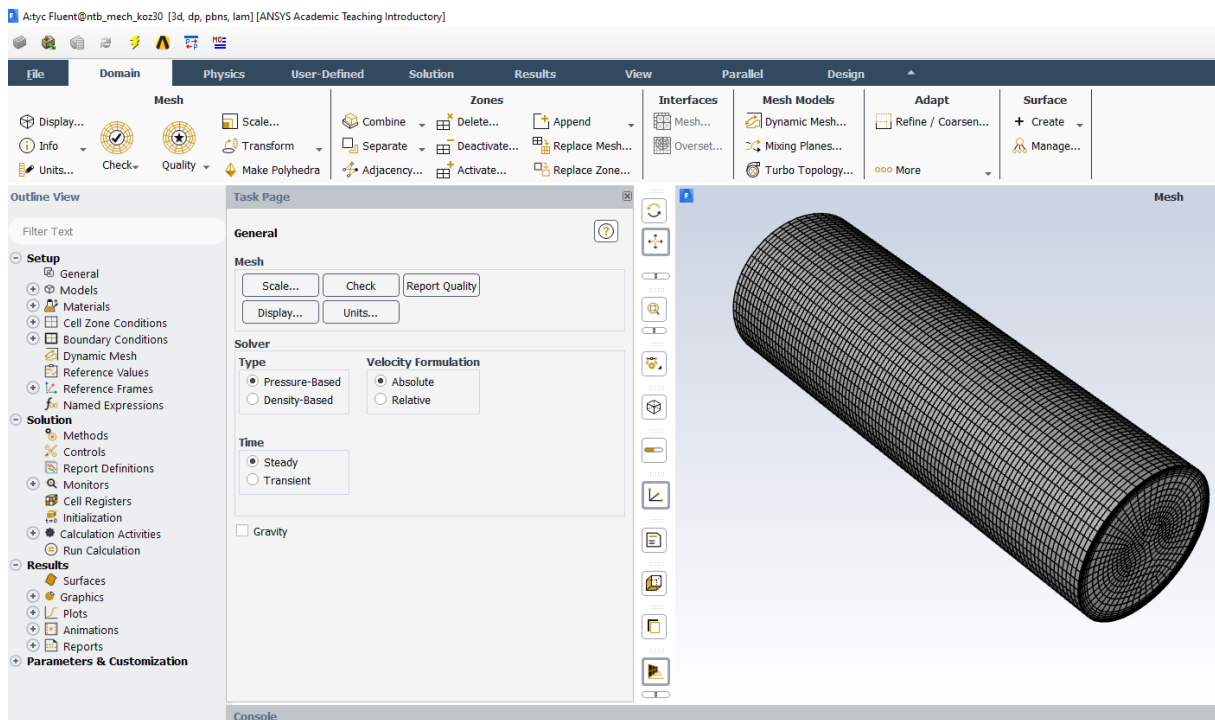 A:tyc Fluent@ntb_mech_koz30 [3d, dp, pbns, lam] [ANSYS Academic Teaching Introductory]
File Domain Physics User-Defined Solution Results View Parallel Design
Mesh Zones Interfaces Mesh Models Adapt Surface
Display... Scale... Combine Delete... Append Mesh... Dynamic Mesh... Refine / Coarsen... + Create
Info Transform Separate Deactivate... Replace Mesh... Overset... Mixing Planes... Manage...
Units... Check Quality Make Polyhedra Adjacency... Activate... Replace Zone... Turbo Topology... More
Outline View
Filter Text
Setup
General
Models
Materials
Cell Zone Conditions
Boundary Conditions
Dynamic Mesh
Reference Values
Reference Frames
fx Named Expressions
Solution
Methods
Controls
Report Definitions
Monitors
Cell Registers
Initialization
Calculation Activities
Run Calculation
Results
Surfaces
Graphics
Plots
Animations
Reports
Parameters & Customization
Task Page
General
?
Mesh
Scale... Check Report Quality
Display... Units...
Solver
Type Velocity Formulation
Pressure-Based Absolute
Density-Based Relative
Time
Steady
Transient
Gravity
Console
Mesh